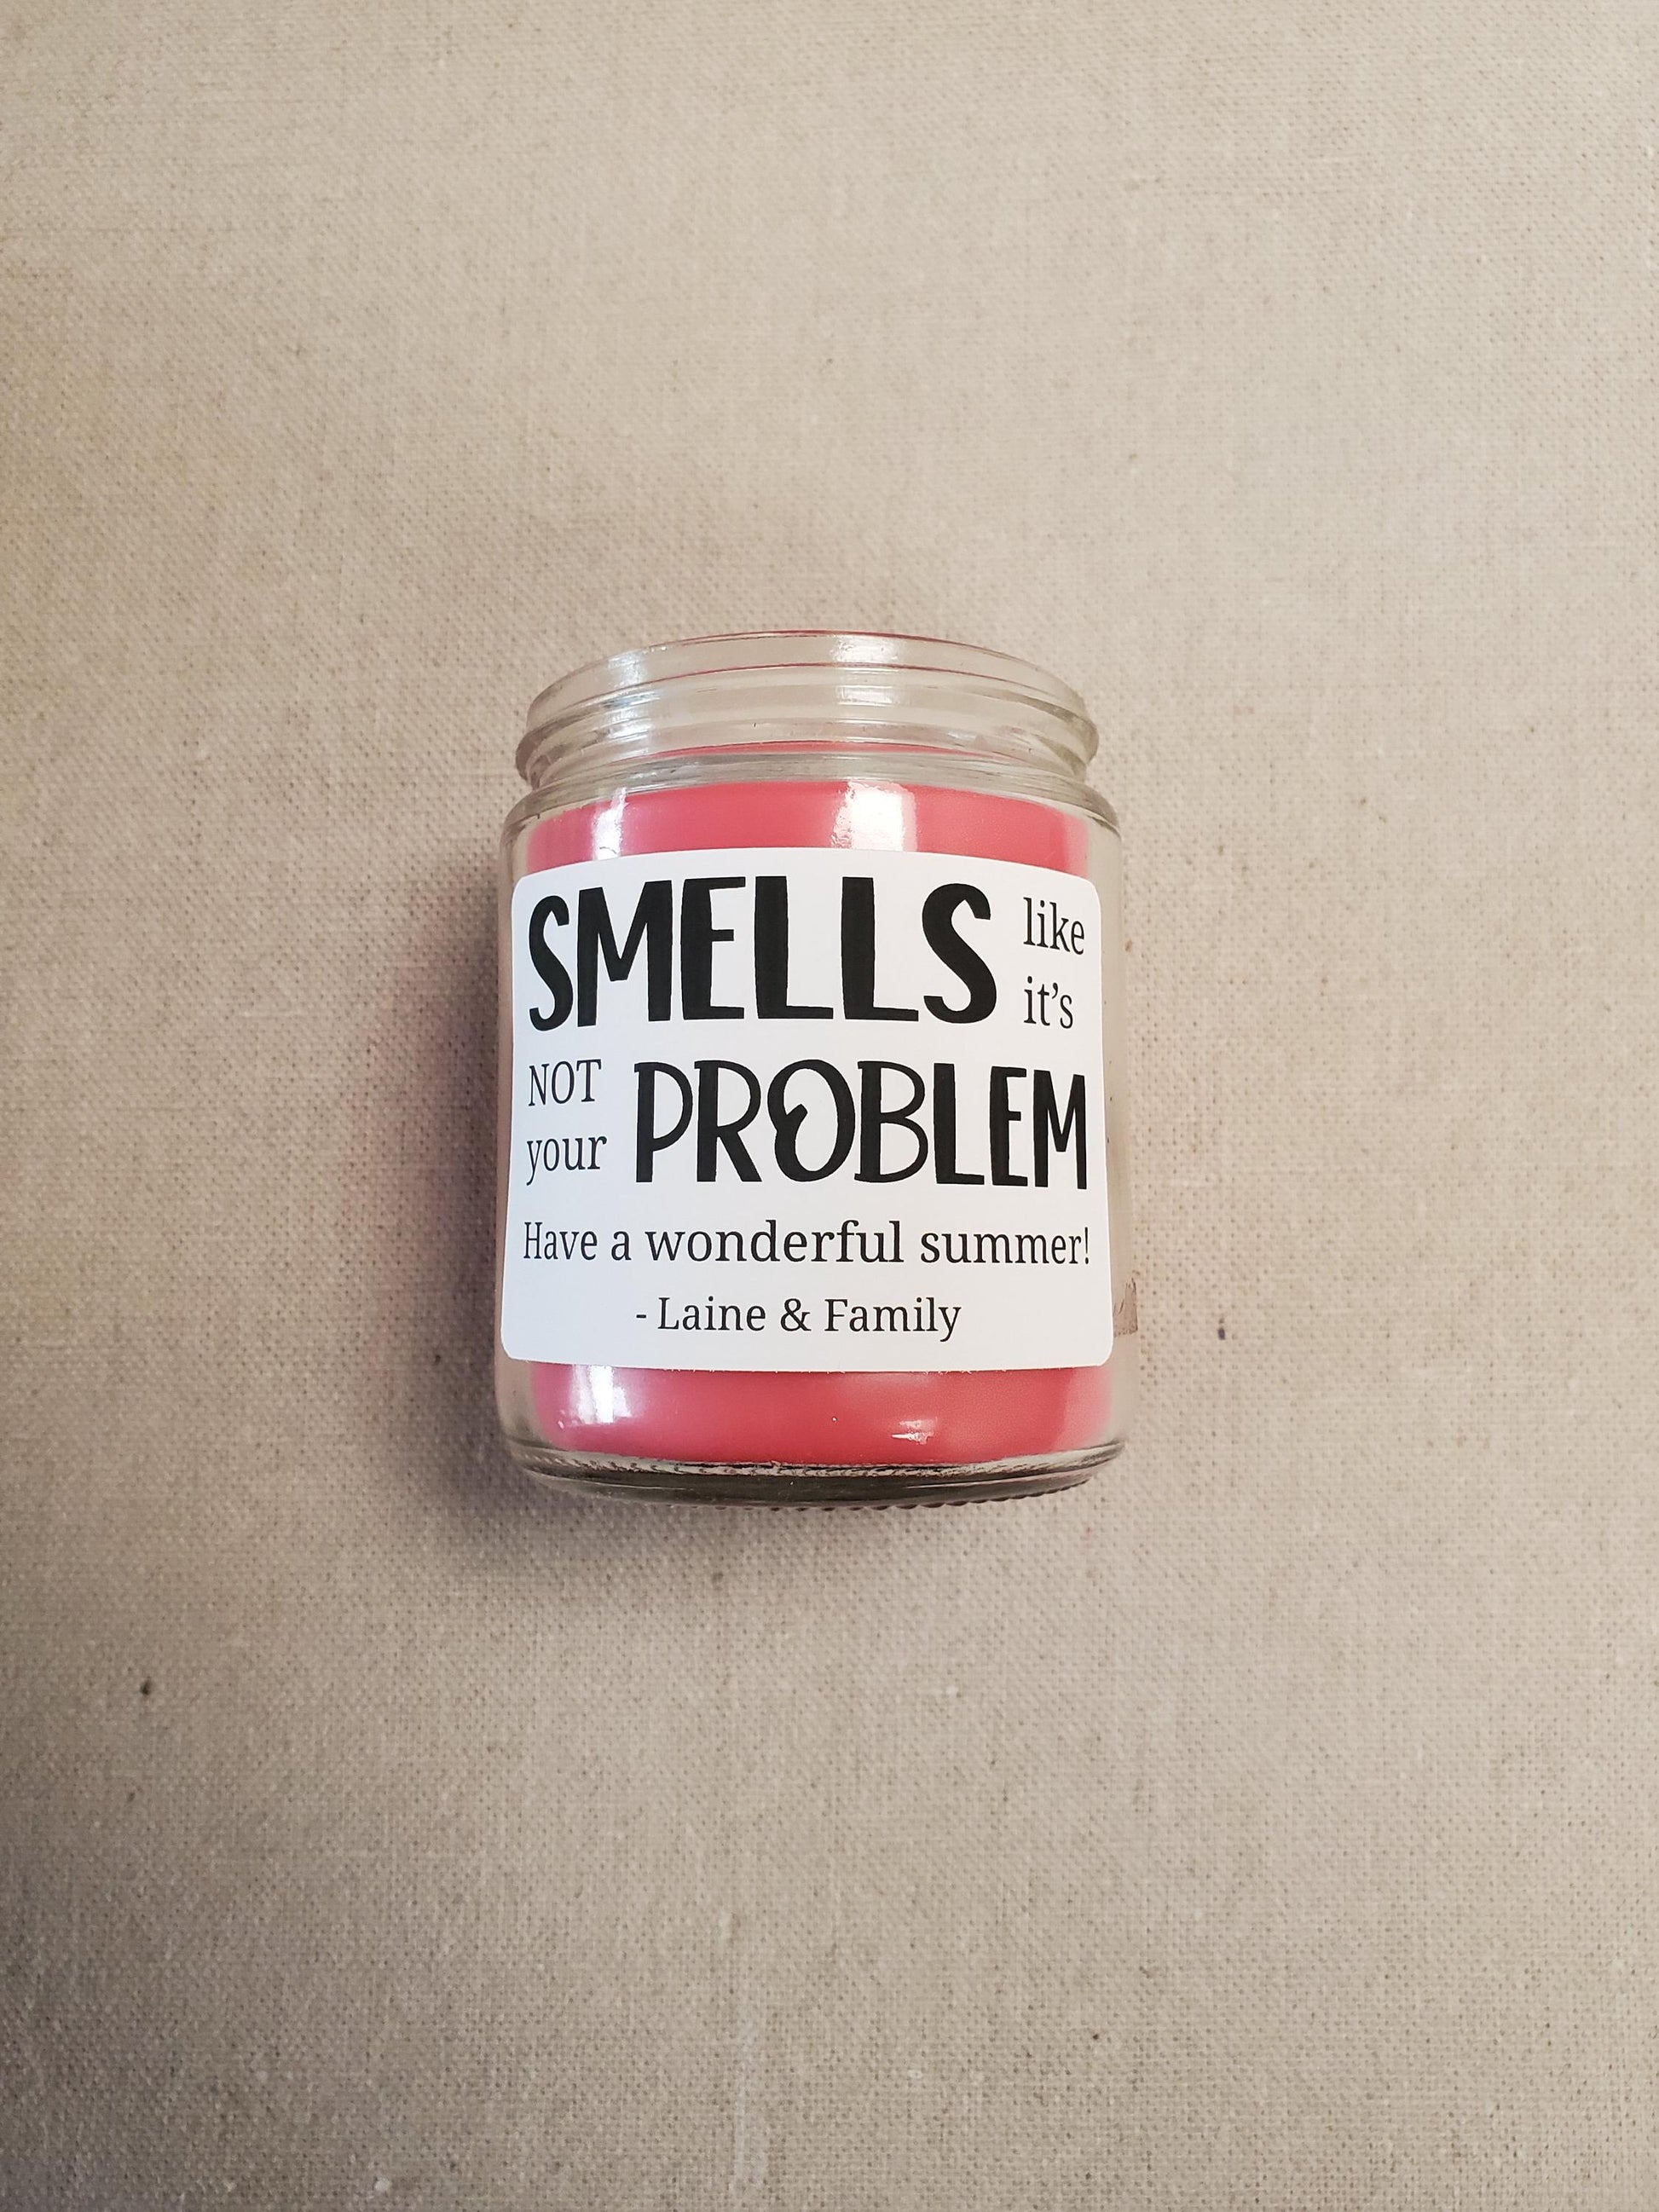 SMELLS like it's
NOT your PROBLEM
Have a wonderful summer!
- Laine & Family